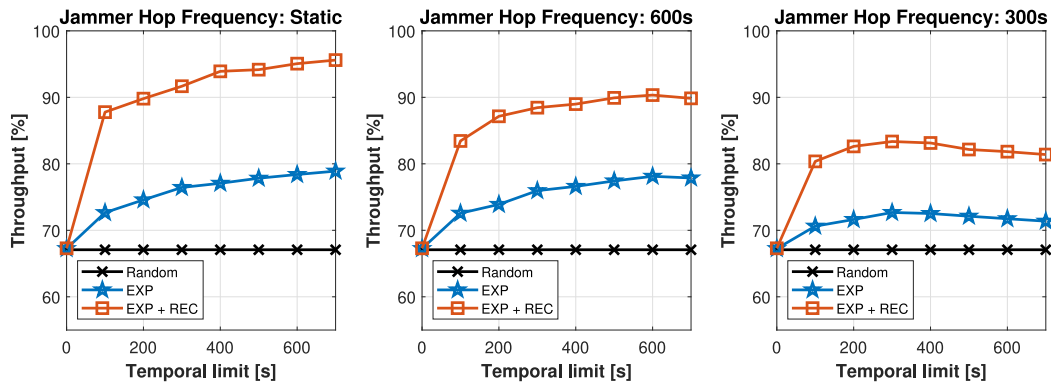 Jammer Hop Frequency: Static
100
90
80
70
60
Throughput [%]
Random
EXP
EXP + REC
0 200 400 600
Temporal limit [s]
Jammer Hop Frequency: 600s
100
90
80
70
60
Throughput [%]
Random
EXP
EXP + REC
0 200 400 600
Temporal limit [s]
Jammer Hop Frequency: 300s
100
90
80
70
60
Throughput [%]
Random
EXP
EXP + REC
0 200 400 600
Temporal limit [s]